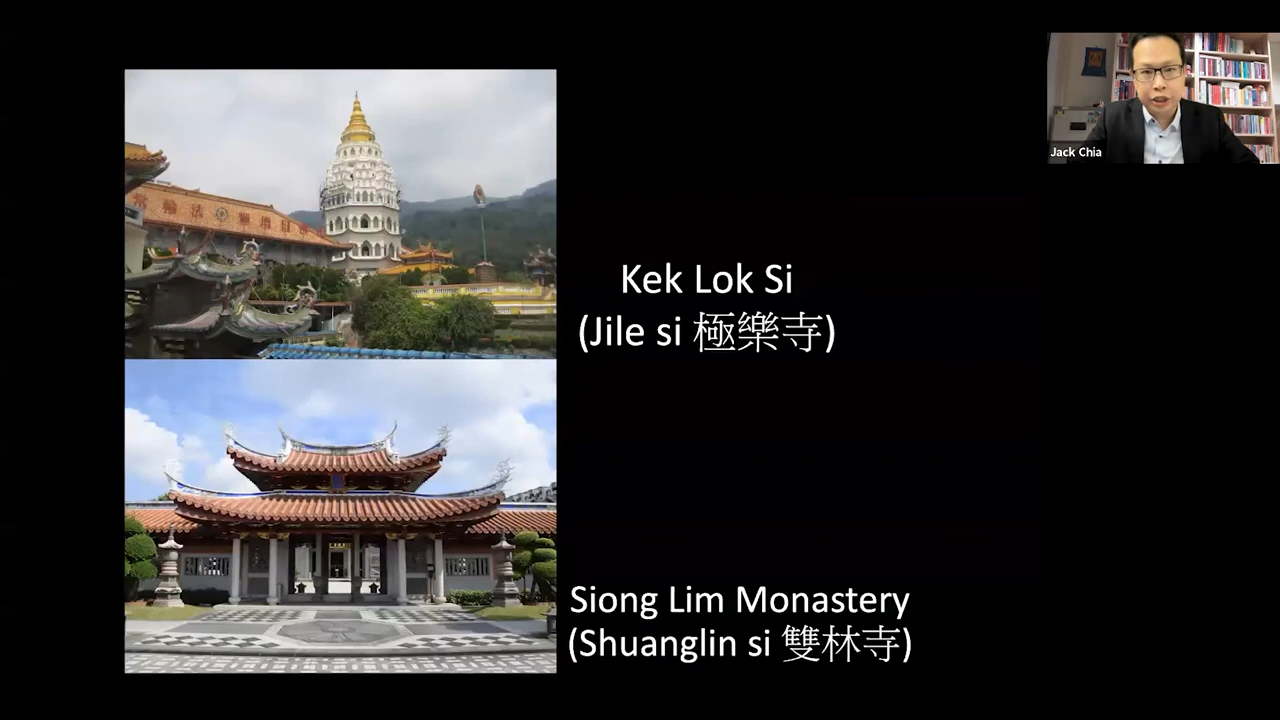 Kek Lok Si
(Jile si 極樂寺)
Siong Lim Monastery
(Shuanglin si 雙林寺)
Jack Chia